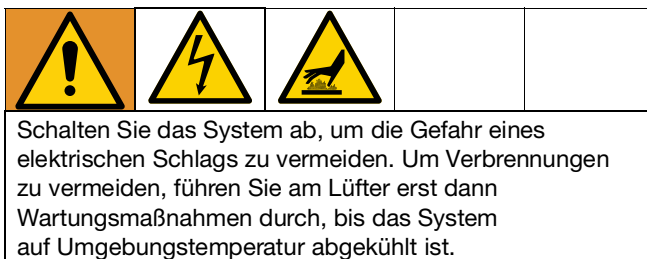 Schalten Sie das System ab, um die Gefahr eines
elektrischen Schlags zu vermeiden. Um Verbrennungen
zu vermeiden, führen Sie am Lüfter erst dann
Wartungsmaßnahmen durch, bis das System
auf Umgebungstemperatur abgekühlt ist.